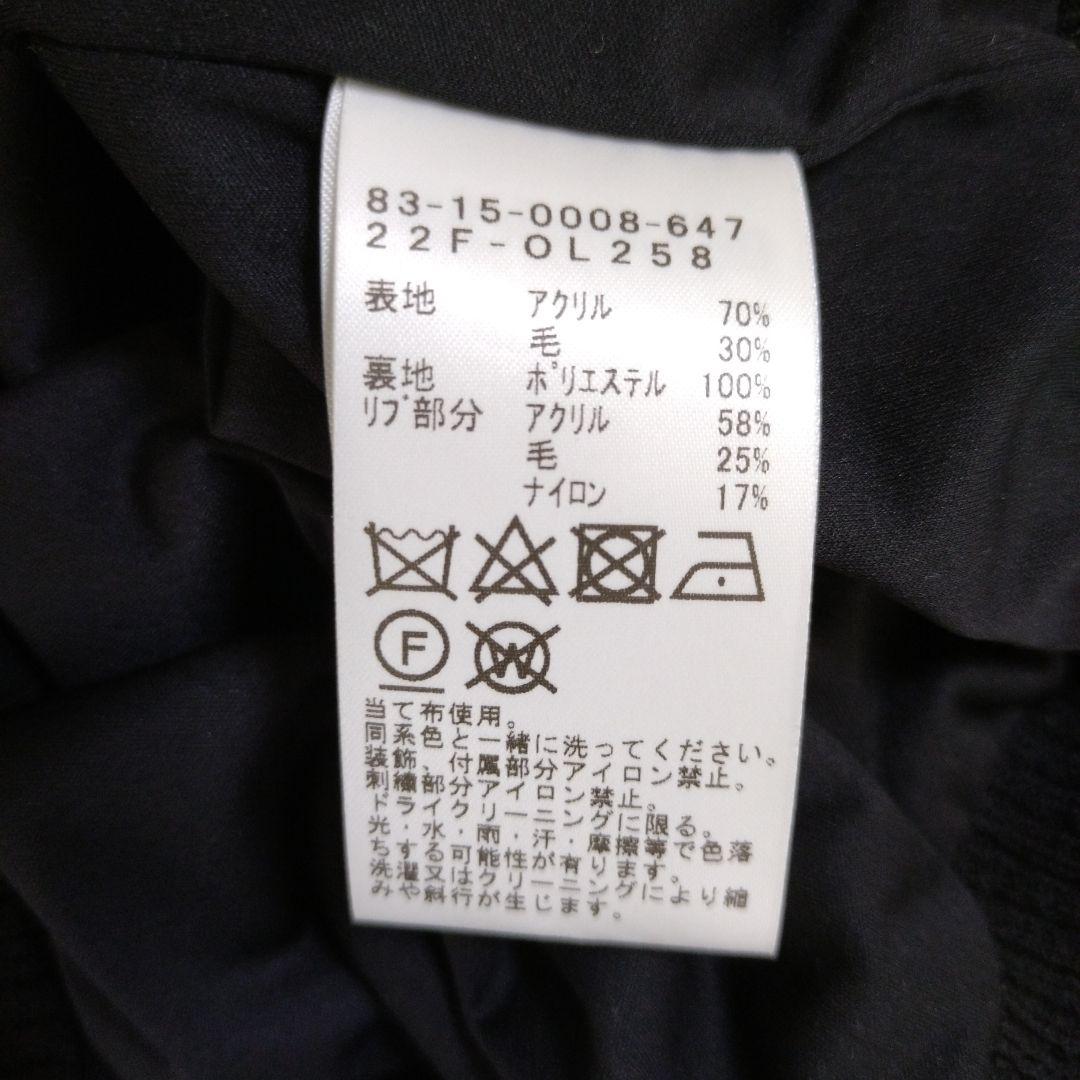 83-15-0008-647
22F-OL258
表地 アクリル 70%
毛 30%
裏地 ポリエステル 100%
リブ部分 アクリル 58%
毛 25%
ナイロン 17%
F W
当て布使用。
同系色と一緒に洗ってください。
装飾、付属部分アイロン禁止。
刺繍部分アイロン禁止。
ドライクリーニングに限る。
光・水・雨・汗・摩擦等で色落
ちする可能性が有ります。
洗濯又はクリーニングにより縮
みや斜行が生じます。